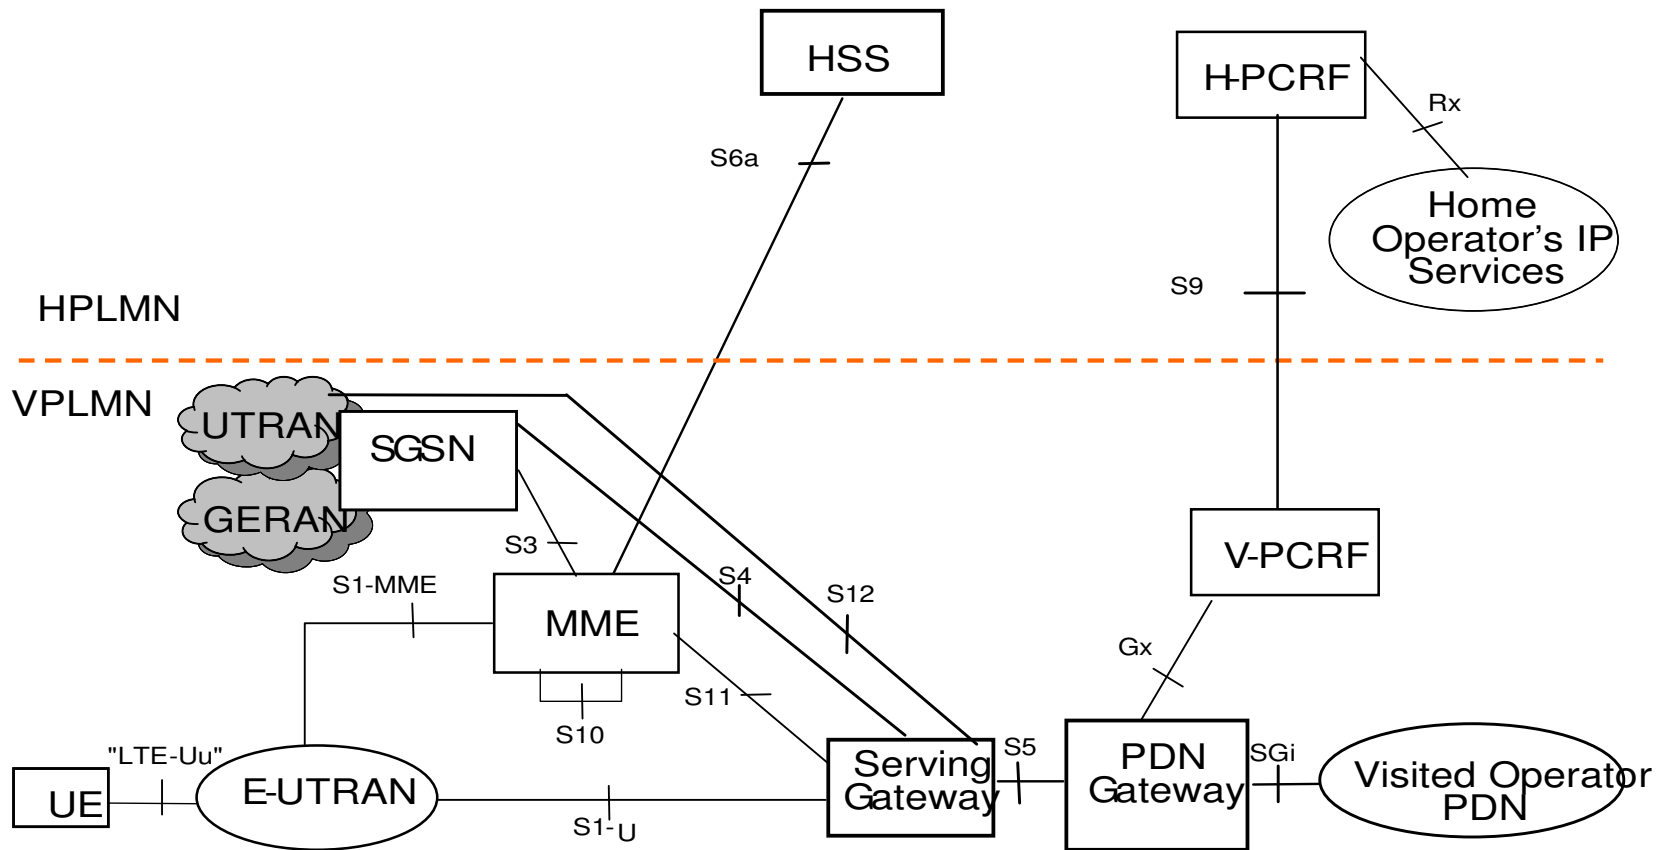 HSS
H-PCRF
Rx
S6a
Home
Operator's IP
Services
S9
HPLMN
VPLMN
UTRAN
SGSN
GERAN
S3
V-PCRF
S4
S1-MME
S12
MME
Gx
S11
S10
"LTE-Uu"
S5
SGi
UE
E-UTRAN
Serving
Gateway
PDN
Gateway
Visited Operator
PDN
S1-U